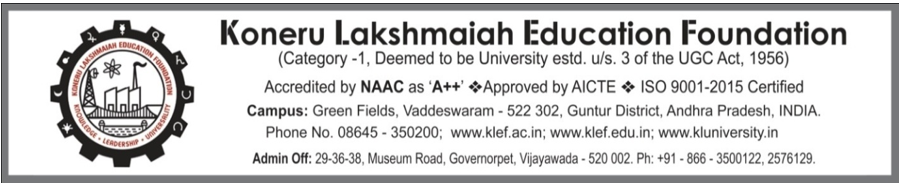 KONERU LAKSHMAIAH EDUCATION FOUNDATION
KNOWLEDGE - LEADERSHIP - UNIVERSALITY
Koneru Lakshmaiah Education Foundation
(Category -1, Deemed to be University estd. u/s. 3 of the UGC Act, 1956)
Accredited by NAAC as ‘A++’ ❖Approved by AICTE ❖ ISO 9001-2015 Certified
Campus: Green Fields, Vaddeswaram - 522 302, Guntur District, Andhra Pradesh, INDIA.
Phone No. 08645 - 350200; www.klef.ac.in; www.klef.edu.in; www.kluniversity.in
Admin Off: 29-36-38, Museum Road, Governorpet, Vijayawada - 520 002. Ph: +91 - 866 - 3500122, 2576129.